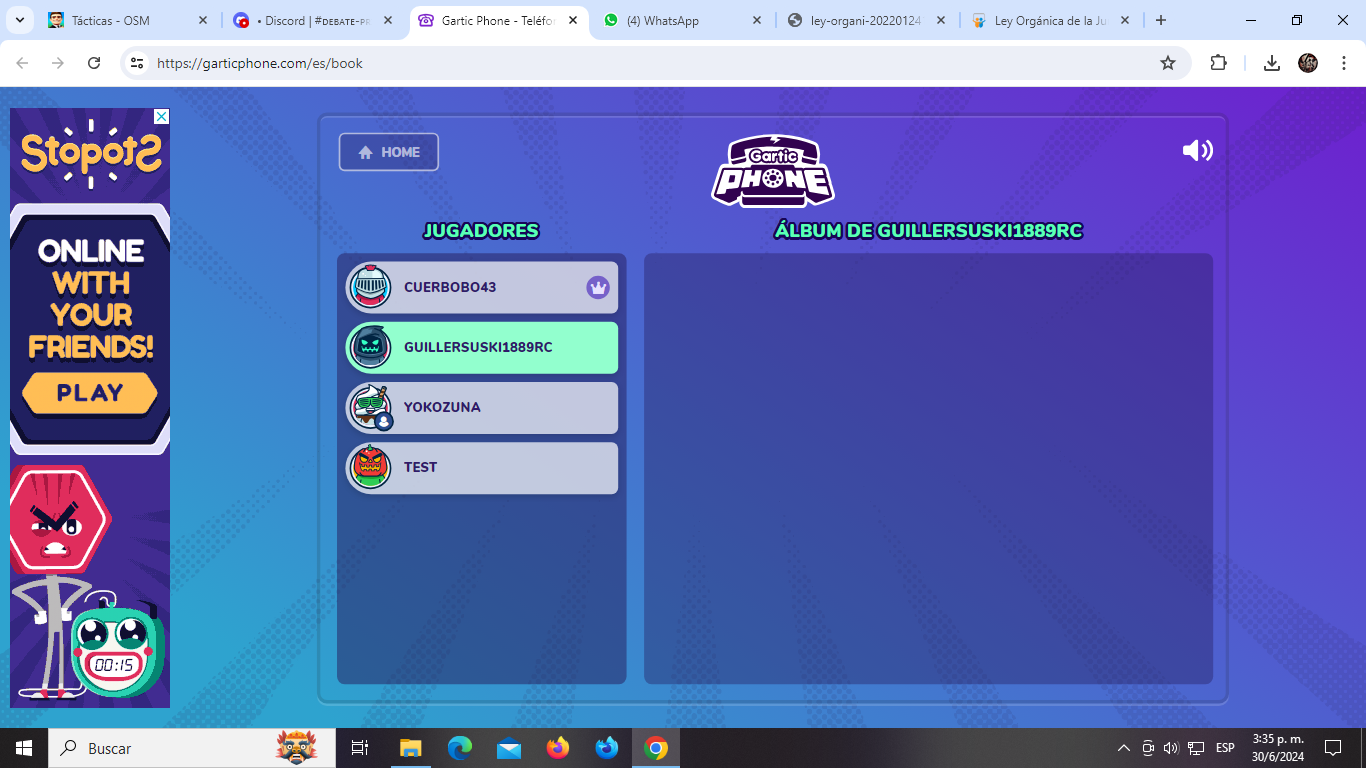 Tácticas - OSM
• Discord | #ᴅᴇʙᴀᴛᴇ-ᴘʀ
Gartic Phone - Teléfo
(4) WhatsApp
ley-organi-20220124
Ley Orgánica de la Ju
https://garticphone.com/es/book
StopotS
ONLINE
WITH
YOUR
FRIENDS!
PLAY
00:15
HOME
Gartic
PHONE
JUGADORES
ÁLBUM DE GUILLERSUSKI1889RC
CUERBOBO43
GUILLERSUSKI1889RC
YOKOZUNA
TEST
Buscar
ESP
3:35 p. m.
30/6/2024